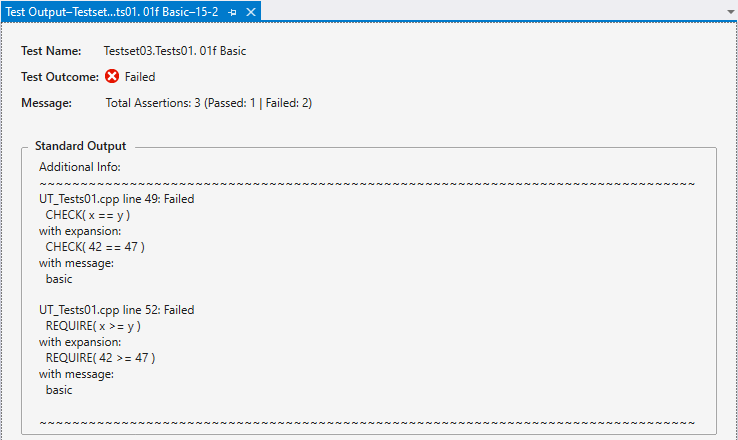 Test Output–Testset...ts01. 01f Basic–15-2
Test Name: Testset03.Tests01. 01f Basic
Test Outcome: Failed
Message: Total Assertions: 3 (Passed: 1 | Failed: 2)
Standard Output
Additional Info:
~~~~~~~~~~~~~~~~~~~~~~~~~~~~~~~~~~~~~~~~~~~~~~~~~~~~~~~~~~~~~~~~~~~~~~~~~~~~~~~
UT_Tests01.cpp line 49: Failed
CHECK( x == y )
with expansion:
CHECK( 42 == 47 )
with message:
basic
UT_Tests01.cpp line 52: Failed
REQUIRE( x >= y )
with expansion:
REQUIRE( 42 >= 47 )
with message:
basic
~~~~~~~~~~~~~~~~~~~~~~~~~~~~~~~~~~~~~~~~~~~~~~~~~~~~~~~~~~~~~~~~~~~~~~~~~~~~~~~